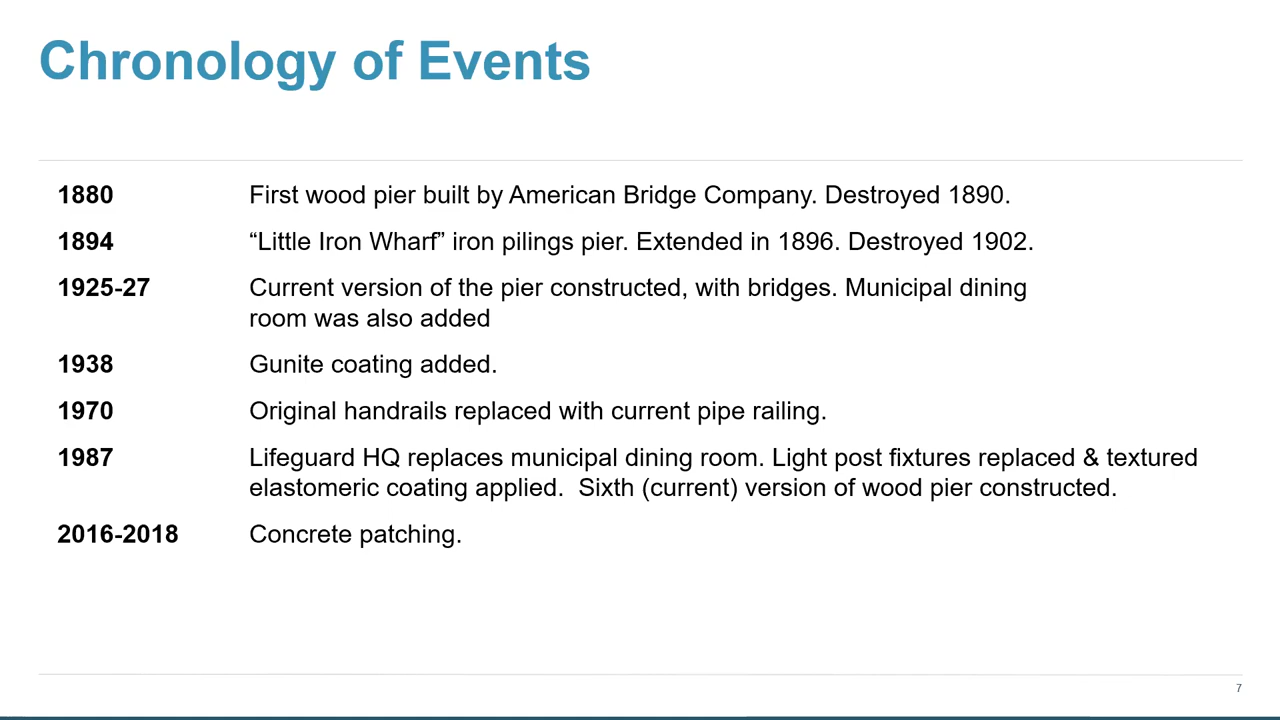 Chronology of Events
1880 First wood pier built by American Bridge Company. Destroyed 1890.
1894 “Little Iron Wharf” iron pilings pier. Extended in 1896. Destroyed 1902.
1925-27 Current version of the pier constructed, with bridges. Municipal dining
room was also added
1938 Gunite coating added.
1970 Original handrails replaced with current pipe railing.
1987 Lifeguard HQ replaces municipal dining room. Light post fixtures replaced & textured
elastomeric coating applied.  Sixth (current) version of wood pier constructed.
2016-2018 Concrete patching.
7